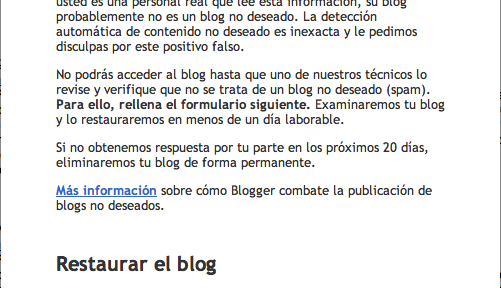 usted es una personal real que lee esta información, su blog
probablemente no es un blog no deseado. La detección
automática de contenido no deseado es inexacta y le pedimos
disculpas por este positivo falso.
No podrás acceder al blog hasta que uno de nuestros técnicos lo
revise y verifique que no se trata de un blog no deseado (spam).
Para ello, rellena el formulario siguiente. Examinaremos tu blog
y lo restauraremos en menos de un día laborable.
Si no obtenemos respuesta por tu parte en los próximos 20 días,
eliminaremos tu blog de forma permanente.
Más información sobre cómo Blogger combate la publicación de
blogs no deseados.
Restaurar el blog